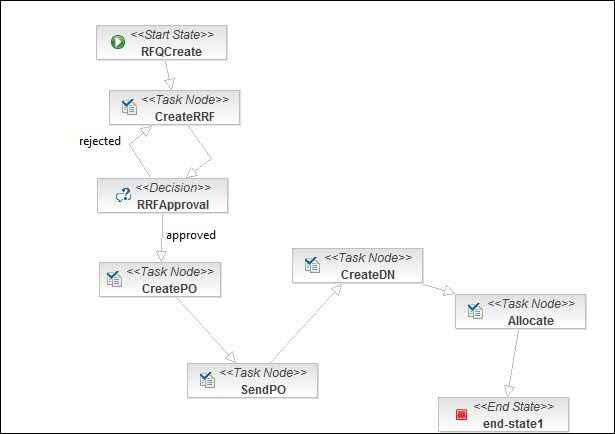 <<Start State>>
RFQCreate
<<Task Node>>
CreateRRF
rejected
<<Decision>>
RRFApproval
approved
<<Task Node>>
CreatePO
<<Task Node>>
CreateDN
<<Task Node>>
Allocate
<<Task Node>>
SendPO
<<End State>>
end-state1